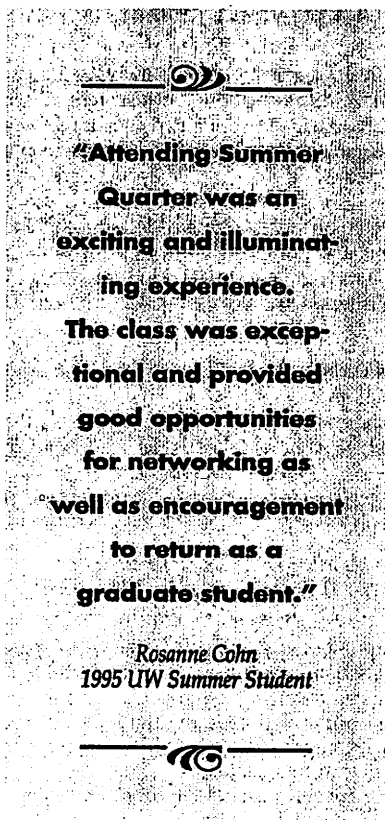 “Attending Summer
Quarter was an
exciting and illuminat-
ing experience.
The class was excep-
tional and provided
good opportunities
for networking as
well as encouragement
to return as a
graduate student.”
Rosanne Cohn
1995 UW Summer Student